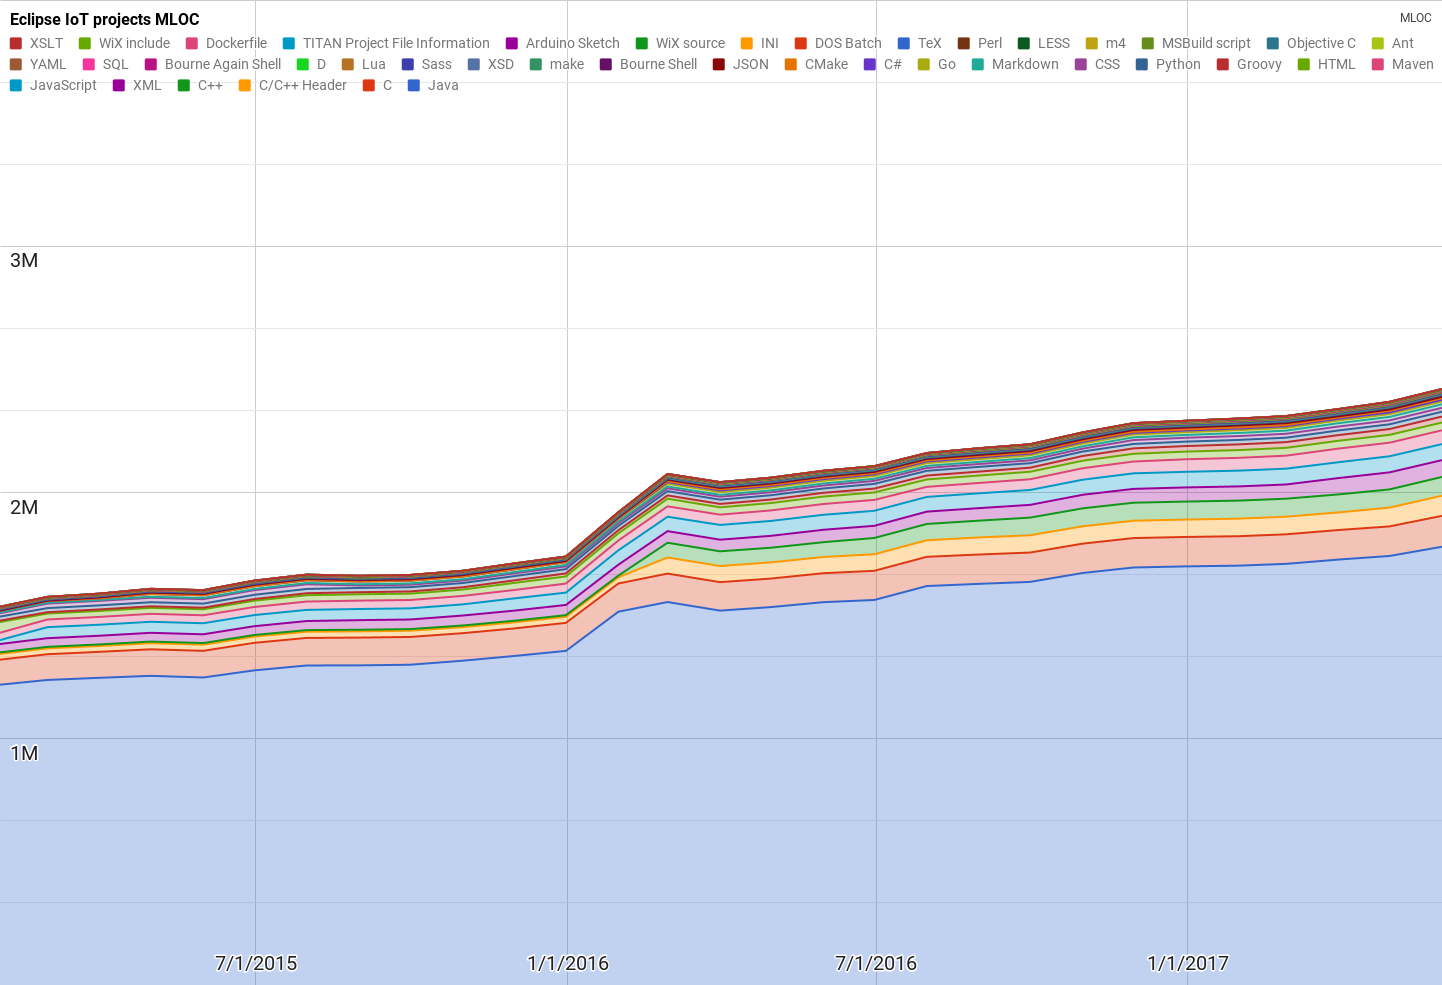 Eclipse IoT projects MLOC
MLOC
XSLT WiX include Dockerfile TITAN Project File Information Arduino Sketch WiX source INI DOS Batch TeX Perl LESS m4 MSBuild script Objective C Ant
YAML SQL Bourne Again Shell D Lua Sass XSD make Bourne Shell JSON CMake C# Go Markdown CSS Python Groovy HTML Maven
JavaScript XML C++ C/C++ Header C Java
3M
2M
1M
7/1/2015 1/1/2016 7/1/2016 1/1/2017